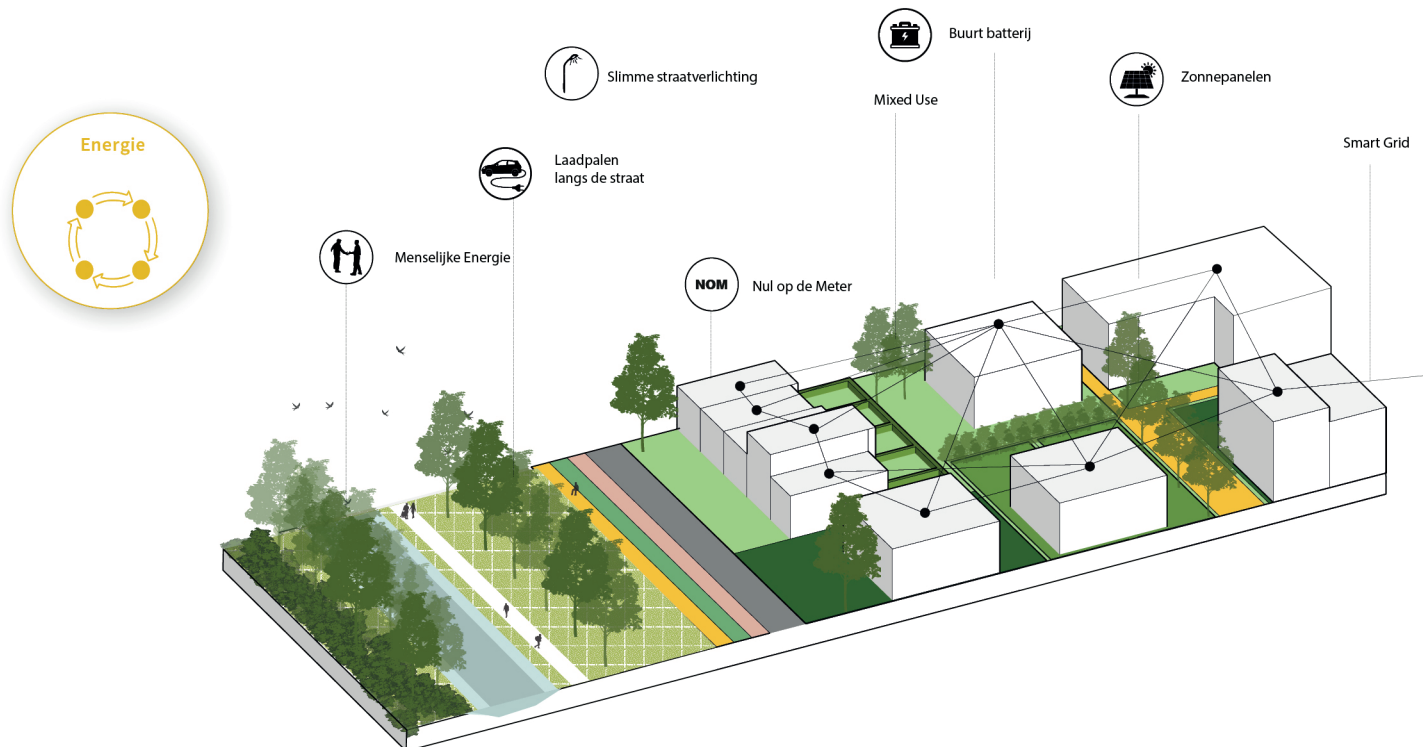 Energie
Slimme straatverlichting
Buurt batterij
Mixed Use
Zonnepanelen
Smart Grid
Laadpalen
langs de straat
Menselijke Energie
NOM
Nul op de Meter